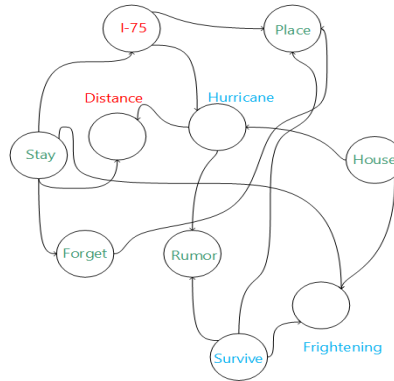 I-75
Place
Distance
Hurricane
Stay
House
Forget
Rumor
Frightening
Survive